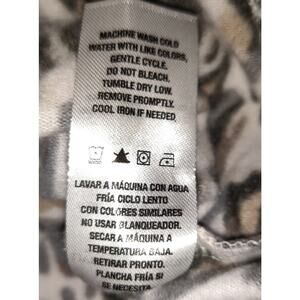 MACHINE WASH COLD
WATER WITH LIKE COLORS,
GENTLE CYCLE.
DO NOT BLEACH.
TUMBLE DRY LOW.
REMOVE PROMPTLY.
COOL IRON IF NEEDED
LAVAR A MÁQUINA CON AGUA
FRÍA CICLO LENTO
CON COLORES SIMILARES
NO USAR BLANQUEADOR.
SECAR A MÁQUINA A
TEMPERATURA BAJA.
RETIRAR PRONTO.
PLANCHA FRÍA SI
SE NECESITA